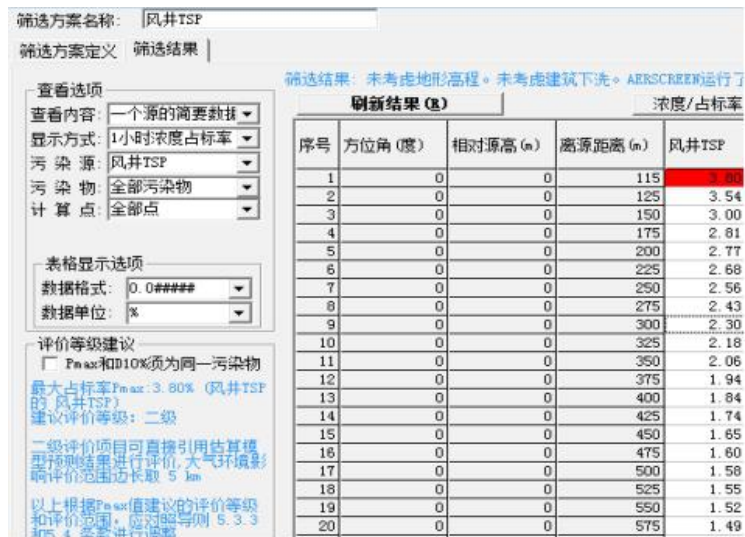 筛选方案名称: 风井TSP
筛选方案定义 筛选结果
查看选项
查看内容: 一个源的简要数据
显示方式: 1小时浓度占标率
污 染 源: 风井TSP
污 染 物: 全部污染物
计 算 点: 全部点
表格显示选项
数据格式: 0.0#####
数据单位: %
评价等级建议
Pmax和D10%须为同一污染物
最大占标率Pmax:3.80% (风井TSP
的 风井TSP)
建议评价等级: 二级
二级评价项目可直接引用估算模
型预测结果进行评价,大气环境影
响评价范围边长取 5 km
以上根据Pmax值建议的评价等级
和评价范围,应对照导则 5.3.3
和5.4 条款进行调整
筛选结果: 未考虑地形高程。未考虑建筑下洗。AERSCREEN运行了
刷新结果(R) 浓度/占标率
序号 方位角(度) 相对源高(m) 离源距离(m) 风井TSP
1 0 0 115 3.80
2 0 0 125 3.54
3 0 0 150 3.00
4 0 0 175 2.81
5 0 0 200 2.77
6 0 0 225 2.68
7 0 0 250 2.56
8 0 0 275 2.43
9 0 0 300 2.30
10 0 0 325 2.18
11 0 0 350 2.06
12 0 0 375 1.94
13 0 0 400 1.84
14 0 0 425 1.74
15 0 0 450 1.65
16 0 0 475 1.60
17 0 0 500 1.58
18 0 0 525 1.55
19 0 0 550 1.52
20 0 0 575 1.49